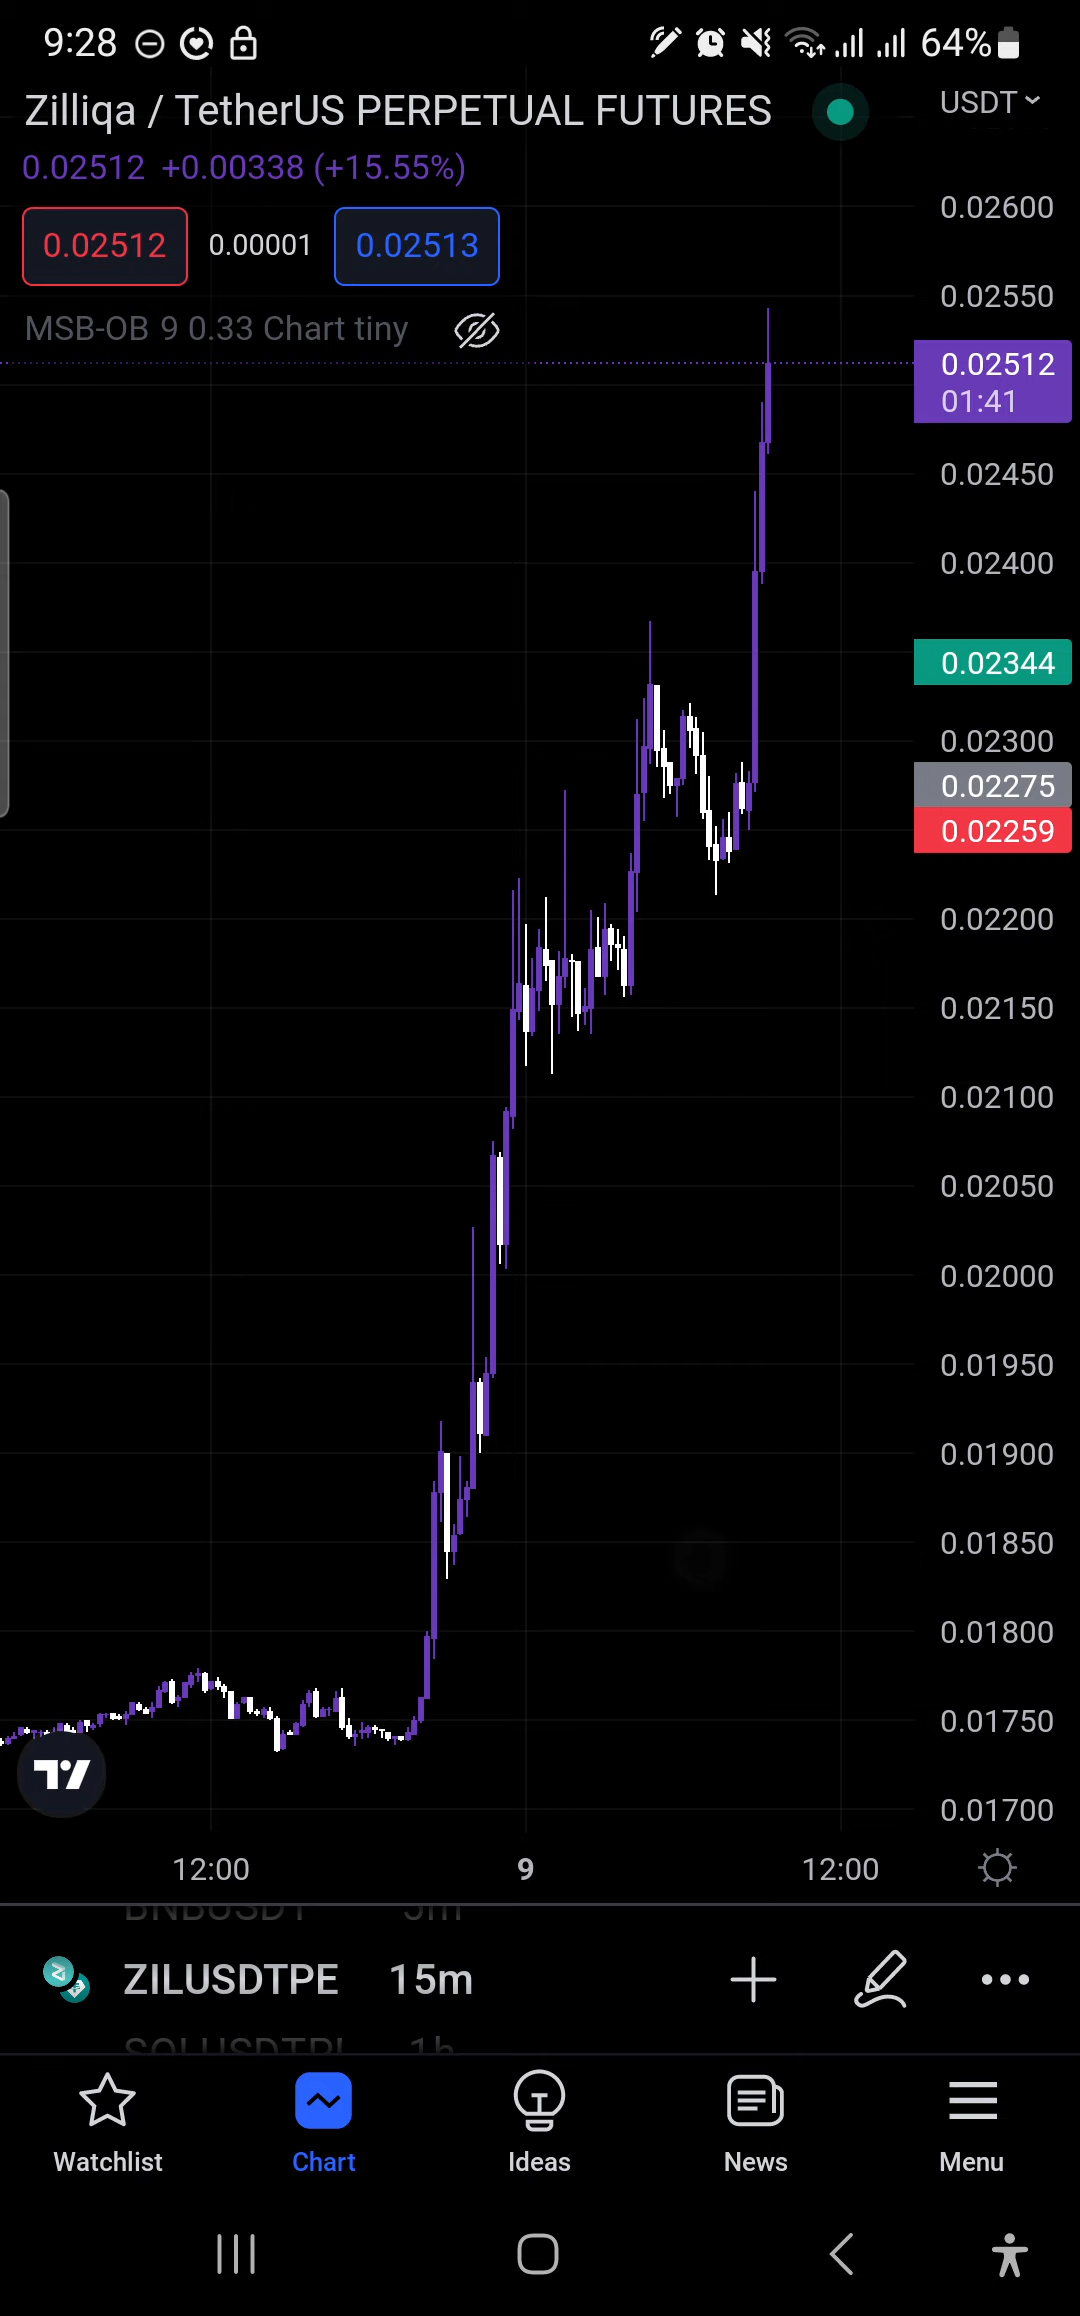 9:28 64%
Zilliqa / TetherUS PERPETUAL FUTURES USDT
0.02512 +0.00338 (+15.55%)
0.02512 0.00001 0.02513
MSB-OB 9 0.33 Chart tiny
0.02600
0.02550
0.02512
01:41
0.02450
0.02400
0.02344
0.02300
0.02275
0.02259
0.02200
0.02150
0.02100
0.02050
0.02000
0.01950
0.01900
0.01850
0.01800
0.01750
0.01700
12:00 9 12:00
BNBUSDT 5m
ZILUSDTPE 15m
SOLUSDTPE 1h
Watchlist Chart Ideas News Menu